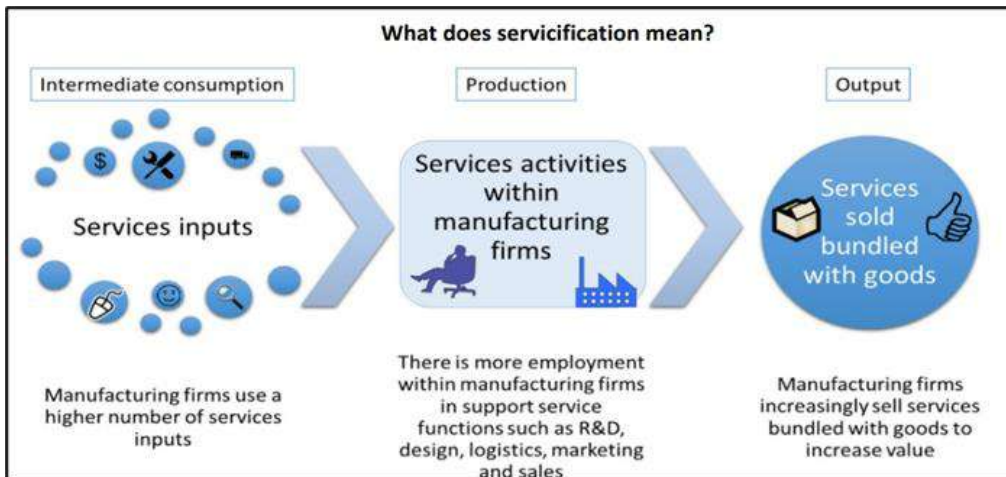 What does servicification mean?
Intermediate consumption
Production
Output
$
Services inputs
Services activities
within
manufacturing
firms
Services
sold
bundled
with goods
Manufacturing firms use a
higher number of services
inputs
There is more employment
within manufacturing firms
in support service
functions such as R&D,
design, logistics, marketing
and sales
Manufacturing firms
increasingly sell services
bundled with goods to
increase value